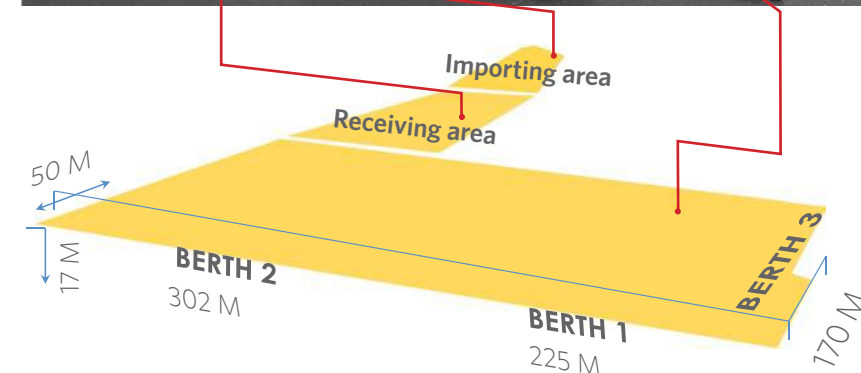 Importing area
Receiving area
50 M
17 M
BERTH 2
302 M
BERTH 1
225 M
BERTH 3
170 M